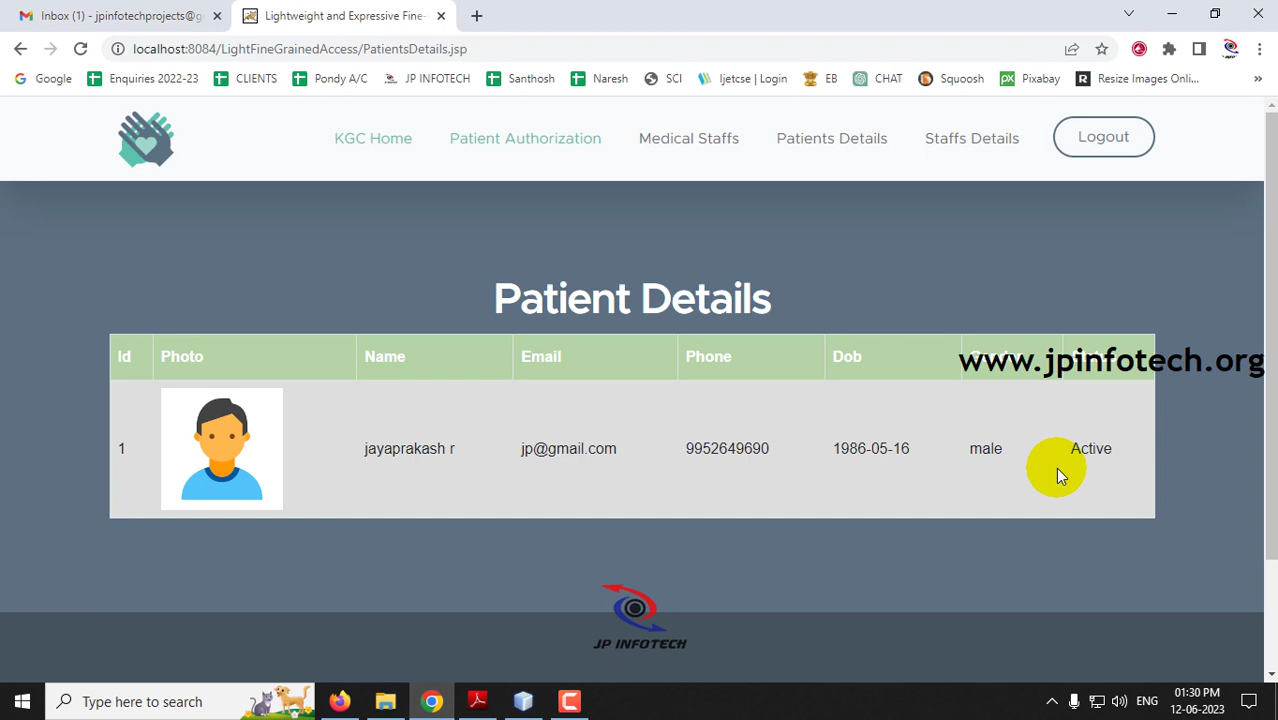 Inbox (1) - jpinfotechprojects@g
Lightweight and Expressive Fine-
localhost:8084/LightFineGrainedAccess/PatientsDetails.jsp
Google Enquiries 2022-23 CLIENTS Pondy A/C JP INFOTECH Santhosh Naresh SCI Ijetcse | Login EB CHAT Squoosh px Pixabay R Resize Images Onli... »
KGC Home Patient Authorization Medical Staffs Patients Details Staffs Details Logout
Patient Details
Id Photo Name Email Phone Dob
www.jpinfotech.org
1 jayaprakash r jp@gmail.com 9952649690 1986-05-16 male Active
JP INFOTECH
Type here to search
ENG
01:30 PM
12-06-2023